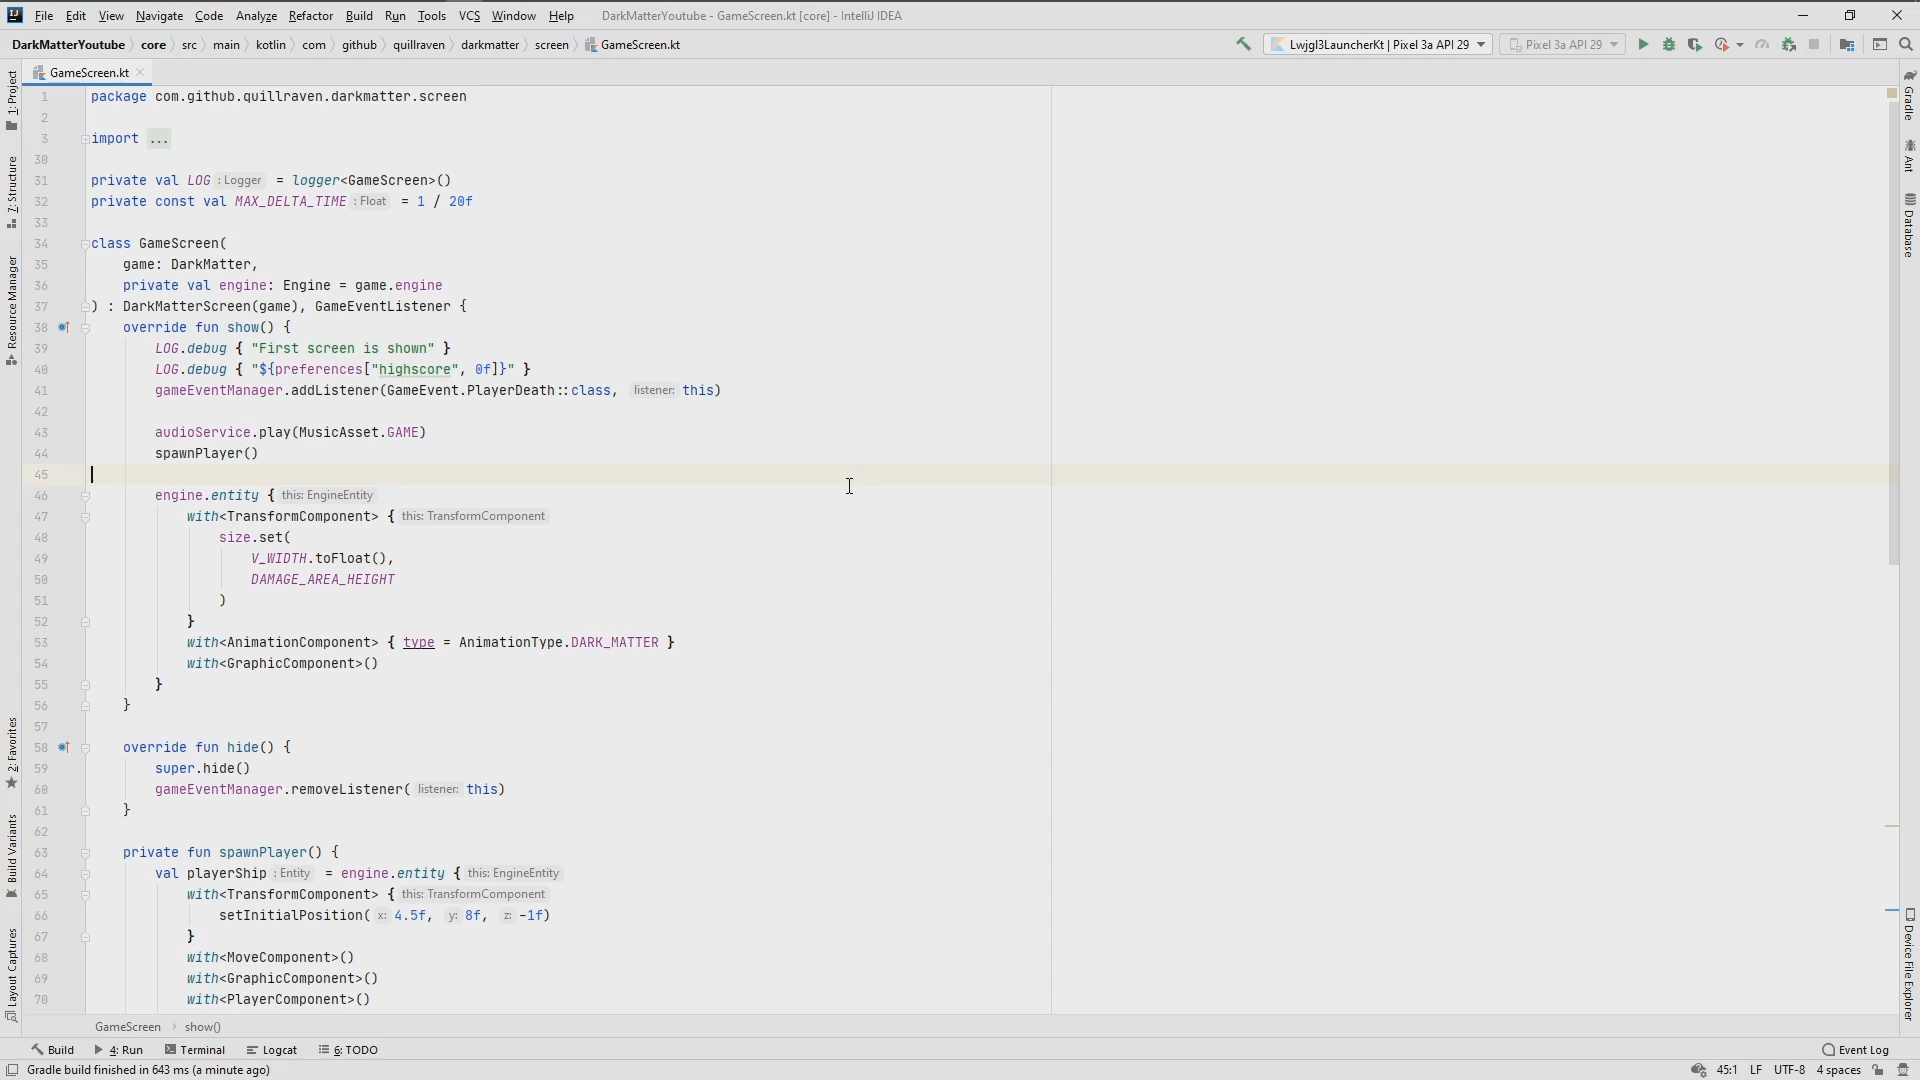 File Edit View Navigate Code Analyze Refactor Build Run Tools VCS Window Help DarkMatterYoutube - GameScreen.kt [core] - IntelliJ IDEA
DarkMatterYoutube core src main kotlin com github quillraven darkmatter screen GameScreen.kt Lwjgl3LauncherKt | Pixel 3a API 29 Pixel 3a API 29
GameScreen.kt
1: Project
7: Structure
Resource Manager
2: Favorites
Build Variants
Layout Captures
1 package com.github.quillraven.darkmatter.screen
2
3 import ...
30
31 private val LOG : Logger = logger<GameScreen>()
32 private const val MAX_DELTA_TIME : Float = 1 / 20f
33
34 class GameScreen(
35 game: DarkMatter,
36 private val engine: Engine = game.engine
37 ) : DarkMatterScreen(game), GameEventListener {
38 override fun show() {
39 LOG.debug { "First screen is shown" }
40 LOG.debug { "${preferences["highscore", 0f]}" }
41 gameEventManager.addListener(GameEvent.PlayerDeath::class, listener: this)
42
43 audioService.play(MusicAsset.GAME)
44 spawnPlayer()
45
46 engine.entity { this: EngineEntity
47 with<TransformComponent> { this: TransformComponent
48 size.set(
49 V_WIDTH.toFloat(),
50 DAMAGE_AREA_HEIGHT
51 )
52 }
53 with<AnimationComponent> { type = AnimationType.DARK_MATTER }
54 with<GraphicComponent>()
55 }
56 }
57
58 override fun hide() {
59 super.hide()
60 gameEventManager.removeListener( listener: this)
61 }
62
63 private fun spawnPlayer() {
64 val playerShip : Entity = engine.entity { this: EngineEntity
65 with<TransformComponent> { this: TransformComponent
66 setInitialPosition( x: 4.5f, y: 8f, z: -1f)
67 }
68 with<MoveComponent>()
69 with<GraphicComponent>()
70 with<PlayerComponent>()
Gradle
Ant
Database
Device File Explorer
GameScreen show()
Build 4: Run Terminal Logcat 6: TODO Event Log
Gradle build finished in 643 ms (a minute ago) 45:1 LF UTF-8 4 spaces